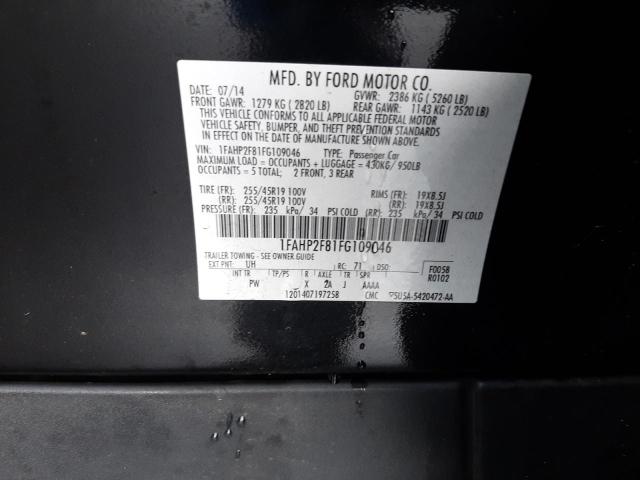 MFD. BY FORD MOTOR CO.
DATE: 07/14 GVWR: 2386 KG ( 5260 LB)
FRONT GAWR: 1279 KG ( 2820 LB) REAR GAWR: 1143 KG ( 2520 LB)
THIS VEHICLE CONFORMS TO ALL APPLICABLE FEDERAL MOTOR
VEHICLE SAFETY, BUMPER, AND THEFT PREVENTION STANDARDS
IN EFFECT ON THE DATE OF MANUFACTURE SHOWN ABOVE.
VIN: 1FAHP2F81FG109046 TYPE: Passenger Car
MAXIMUM LOAD = OCCUPANTS + LUGGAGE = 430KG/ 950LB
OCCUPANTS = 5 TOTAL; 2 FRONT, 3 REAR
TIRE (FR): 255/45R19 100V RIMS (FR): 19X8.5J
(RR): 255/45R19 100V (RR): 19X8.5J
PRESSURE (FR): 235 kPa/ 34 PSI COLD (RR): 235 kPa/ 34 PSI COLD
1FAHP2F81FG109046
TRAILER TOWING - SEE OWNER GUIDE
EXT PNT: UH RC: 71 DSO: F0058
INT TR TP/PS R AXLE TR SPR R0102
PW X 2A J AAAA
1201407197258 CMC 5U5A-5420472-AA